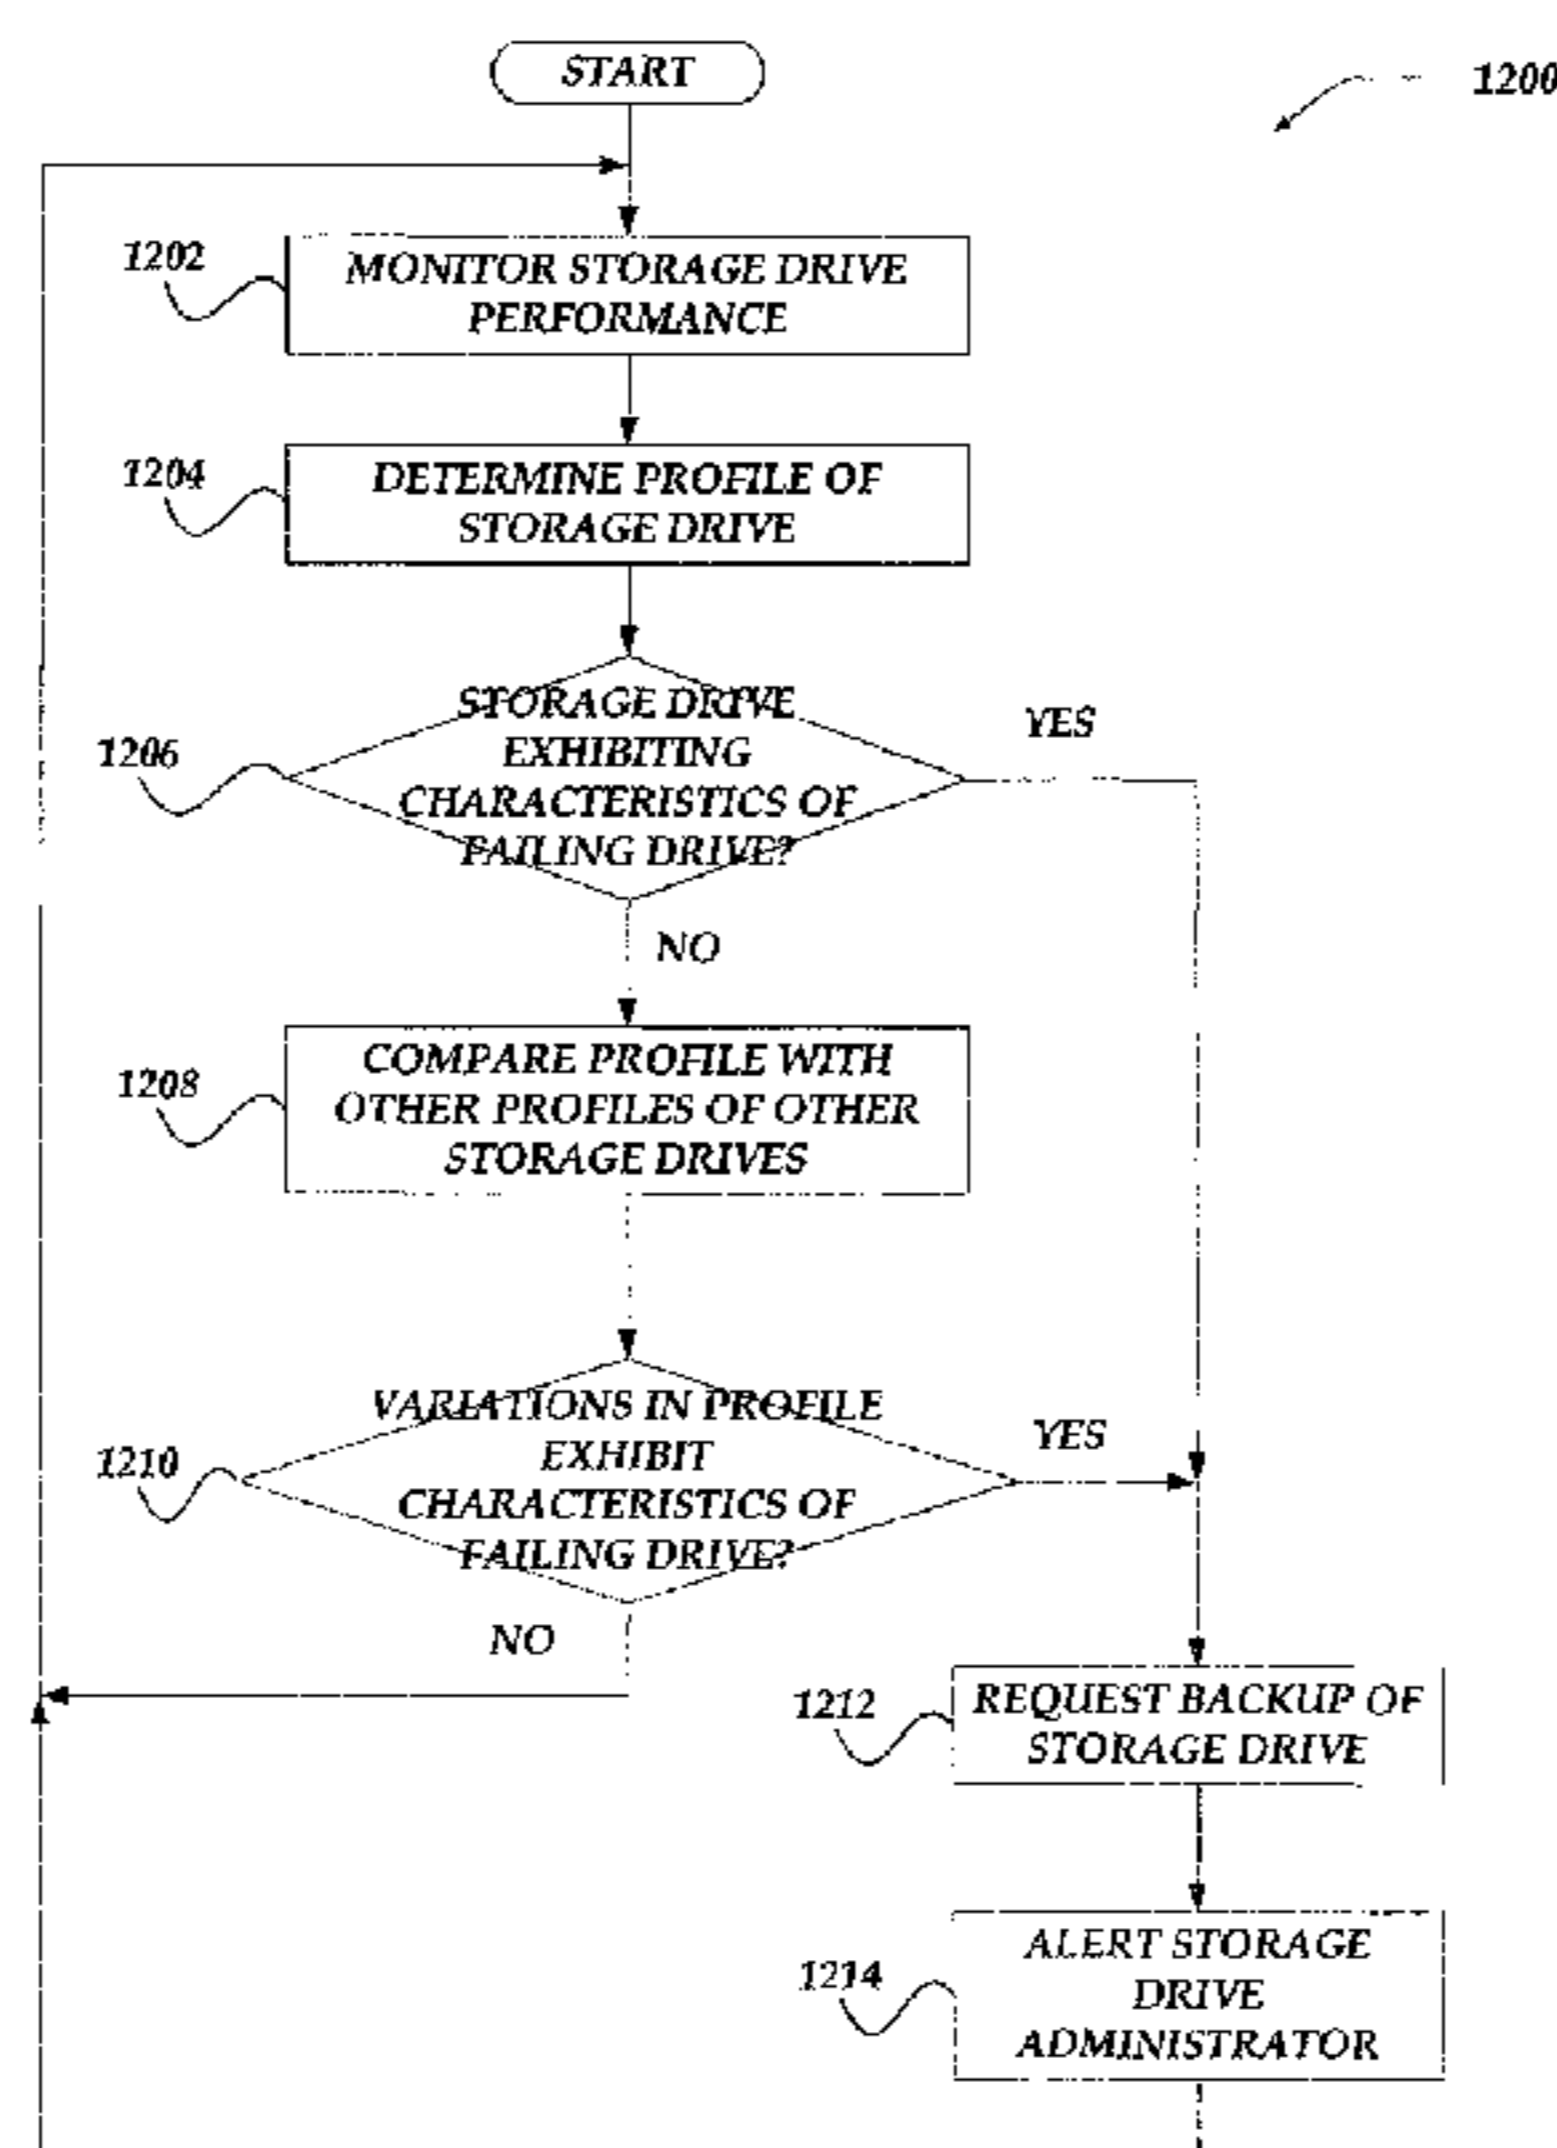 START
1200
1202
MONITOR STORAGE DRIVE
PERFORMANCE
1204
DETERMINE PROFILE OF
STORAGE DRIVE
1206
STORAGE DRIVE
EXHIBITING
CHARACTERISTICS OF
FAILING DRIVE?
YES
NO
1208
COMPARE PROFILE WITH
OTHER PROFILES OF OTHER
STORAGE DRIVES
1210
VARIATIONS IN PROFILE
EXHIBIT
CHARACTERISTICS OF
FAILING DRIVE?
YES
NO
1212
REQUEST BACKUP OF
STORAGE DRIVE
1214
ALERT STORAGE
DRIVE
ADMINISTRATOR